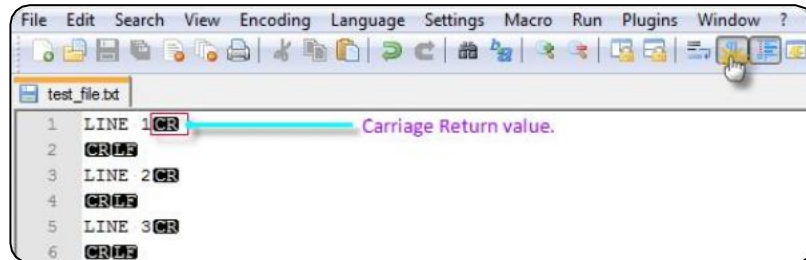 File Edit Search View Encoding Language Settings Macro Run Plugins Window ?
test_file.txt
1 LINE 1CR Carriage Return value.
2 CRLF
3 LINE 2CR
4 CRLF
5 LINE 3CR
6 CRLF